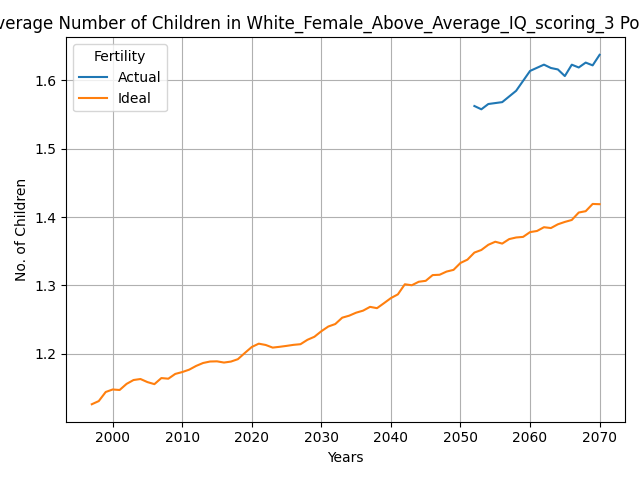 verage Number of Children in White_Female_Above_Average_IQ_scoring_3 Po
Fertility
Actual
Ideal
1.6
1.5
1.4
1.3
1.2
No. of Children
2000 2010 2020 2030 2040 2050 2060 2070
Years